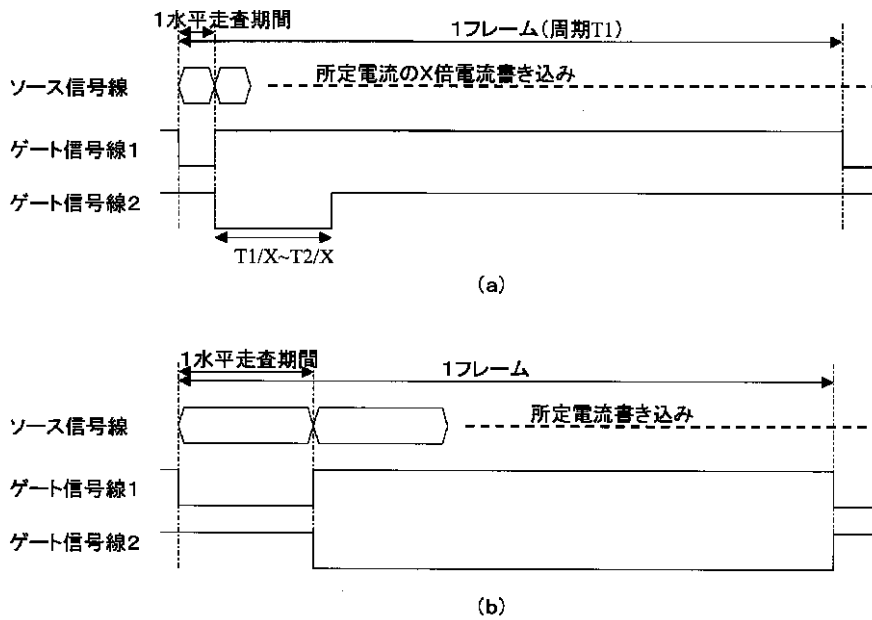 1水平走査期間
1フレーム(周期T1)
ソース信号線
所定電流のX倍電流書き込み
ゲート信号線1
ゲート信号線2
T1/X~T2/X
(a)
1水平走査期間
1フレーム
ソース信号線
所定電流書き込み
ゲート信号線1
ゲート信号線2
(b)